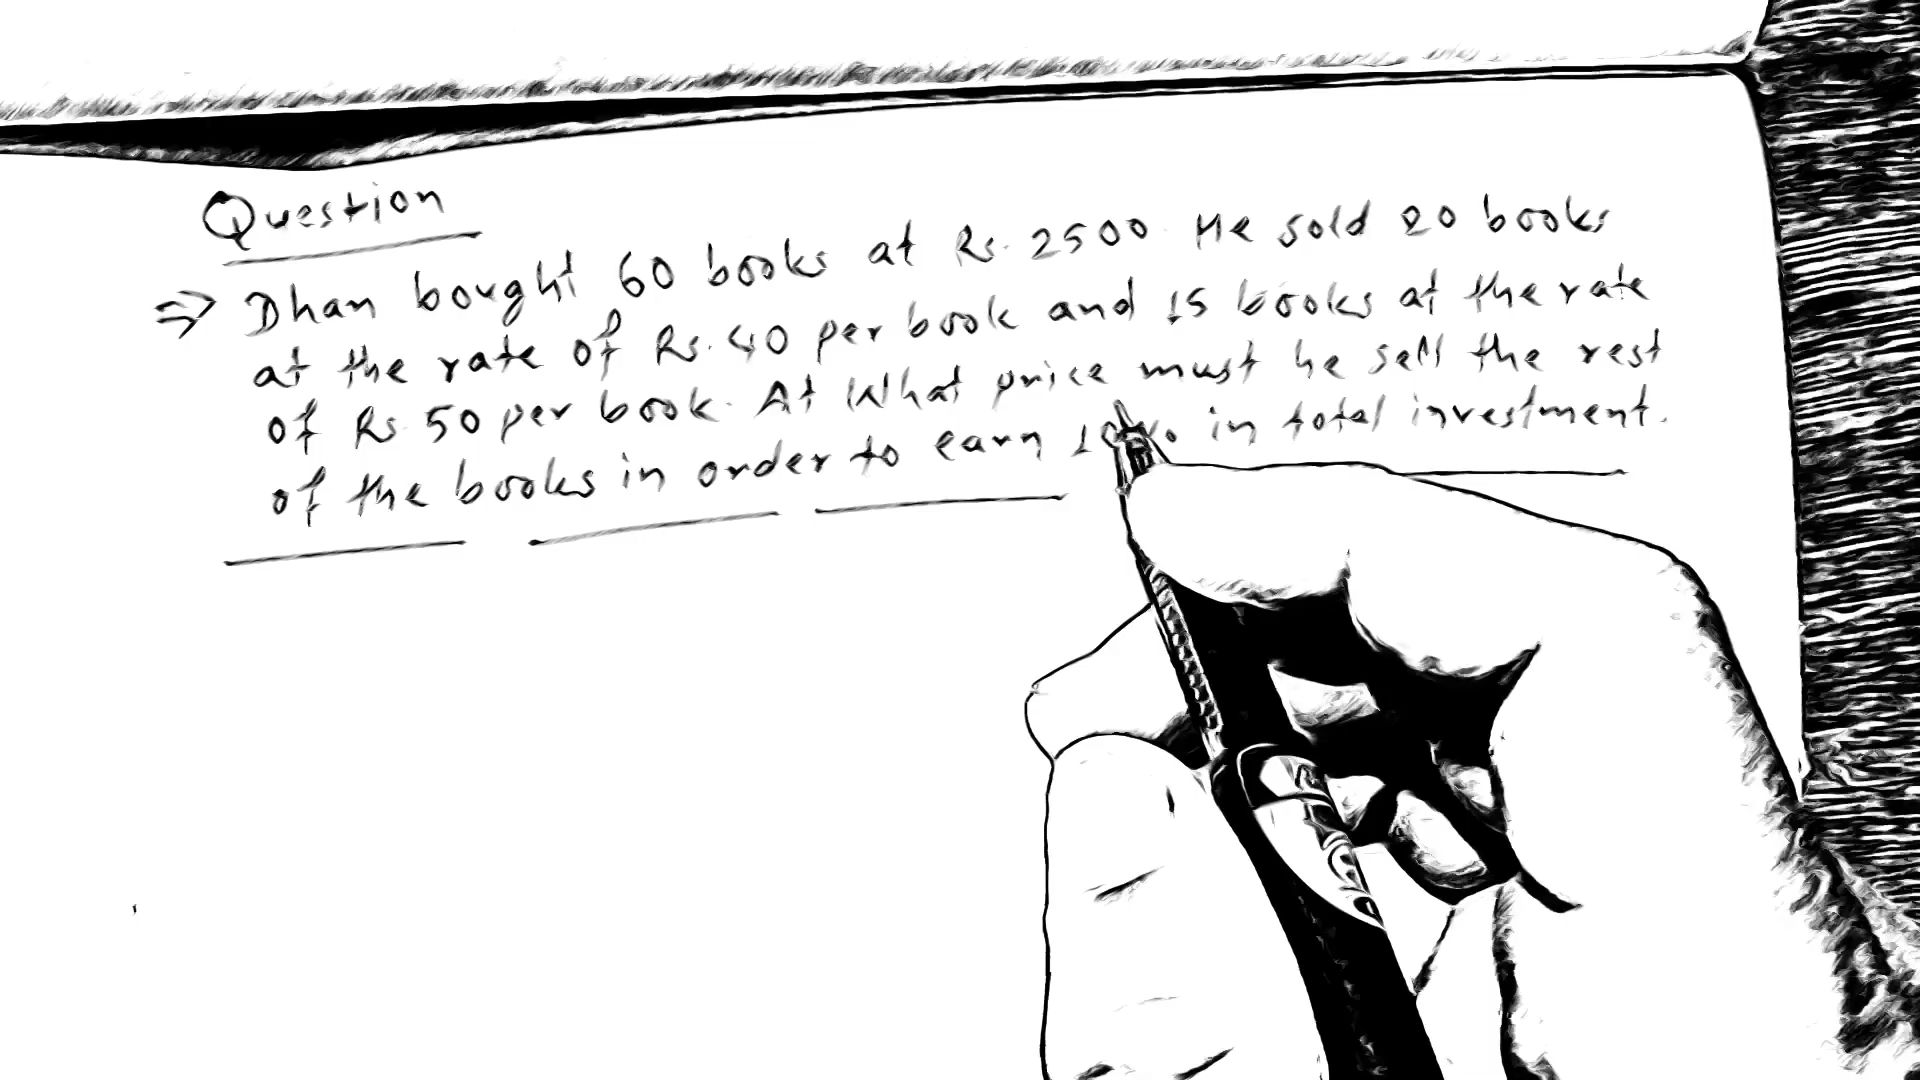 Question
⇒ Dhan bought 60 books at Rs. 2500. He sold 20 books
at the rate of Rs. 40 per book and 15 books at the rate
of Rs. 50 per book. At What price must he sell the rest
of the books in order to earn in total investment.